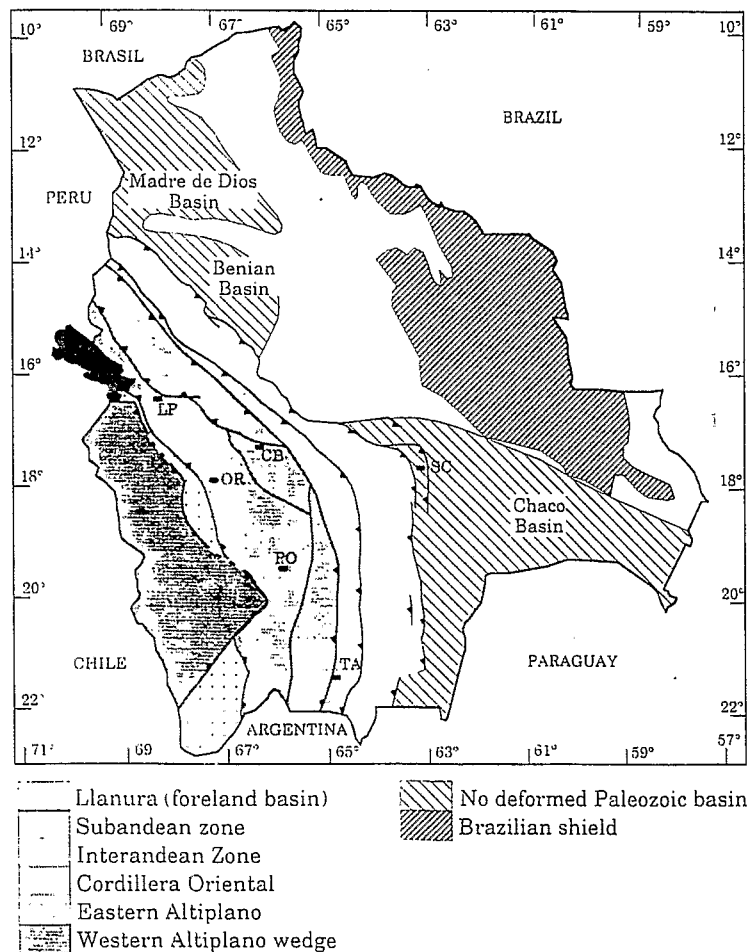 10° 69° 67° 65° 63° 61° 59° 10°
BRASIL
BRAZIL
12° 12°
Madre de Dios
Basin
PERU
14° 14°
Benian
Basin
16° 16°
LP
CB
SC
18° OR 18°
Chaco
Basin
PO
20° 20°
CHILE
TA
PARAGUAY
22° 22°
ARGENTINA
71° 69 67° 65° 63° 61° 59° 57°
Llanura (foreland basin)
Subandean zone
Interandean Zone
Cordillera Oriental
Eastern Altiplano
Western Altiplano wedge
No deformed Paleozoic basin
Brazilian shield